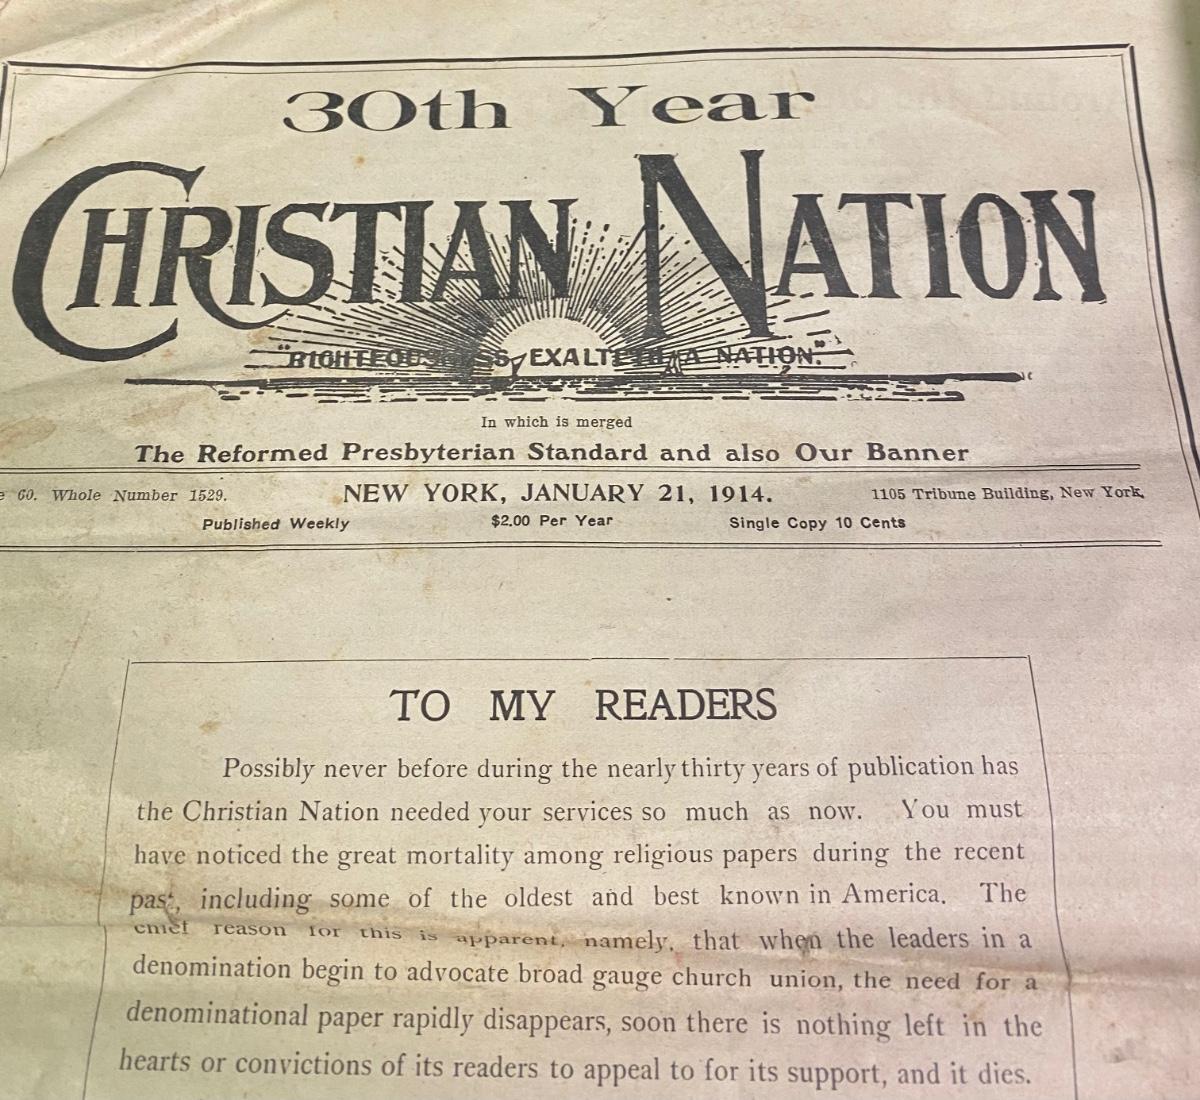 30th Year
CHRISTIAN NATION
"RIGHTEOUSNESS EXALTETH A NATION."
In which is merged
The Reformed Presbyterian Standard and also Our Banner
60. Whole Number 1529. NEW YORK, JANUARY 21, 1914. 1105 Tribune Building, New York,
Published Weekly $2.00 Per Year Single Copy 10 Cents
TO MY READERS
Possibly never before during the nearly thirty years of publication has
the Christian Nation needed your services so much as now. You must
have noticed the great mortality among religious papers during the recent
past, including some of the oldest and best known in America. The
chief reason for this is apparent, namely, that when the leaders in a
denomination begin to advocate broad gauge church union, the need for a
denominational paper rapidly disappears, soon there is nothing left in the
hearts or convictions of its readers to appeal to for its support, and it dies.